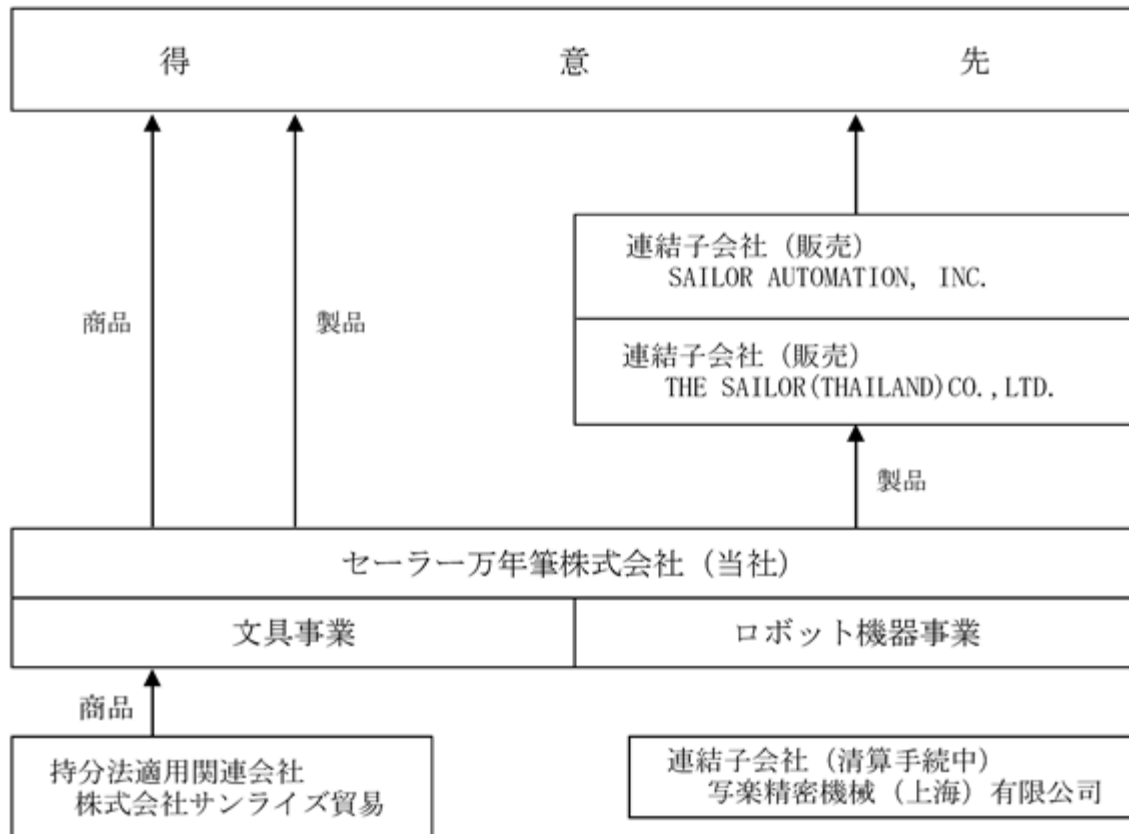 得意先
連結子会社（販売）
SAILOR AUTOMATION, INC.
商品
製品
連結子会社（販売）
THE SAILOR(THAILAND)CO.,LTD.
製品
セーラー万年筆株式会社（当社）
文具事業
ロボット機器事業
商品
持分法適用関連会社
株式会社サンライズ貿易
連結子会社（清算手続中）
写楽精密機械（上海）有限公司